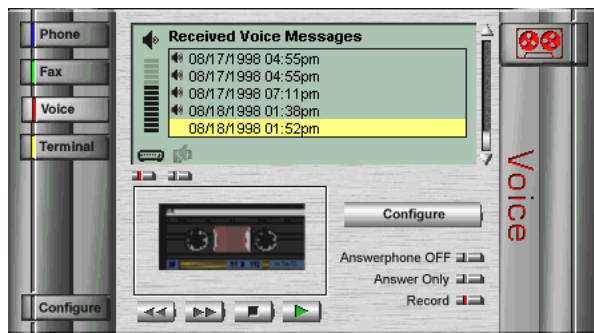 Phone
Fax
Voice
Terminal
Configure
Received Voice Messages
08/17/1998 04:55pm
08/17/1998 04:55pm
08/17/1998 07:11pm
08/18/1998 01:38pm
08/18/1998 01:52pm
Configure
Answerphone OFF
Answer Only
Record
Voice